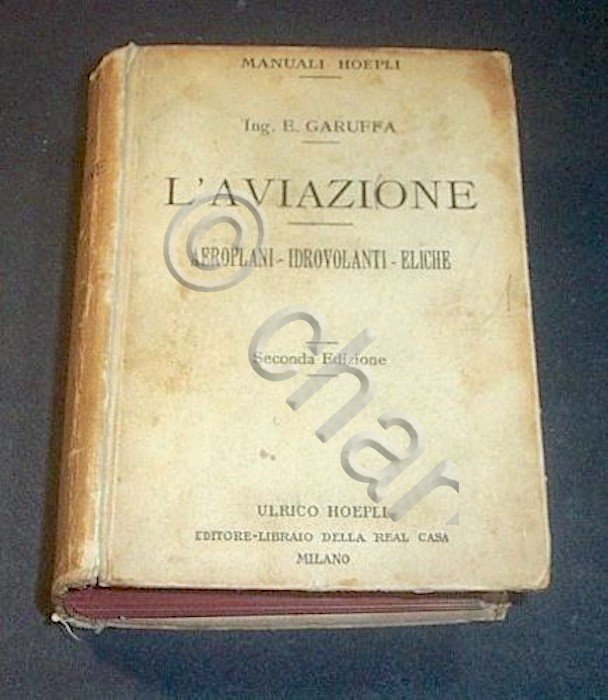 MANUALI HOEPLI
Ing. E. GARUFFA
L'AVIAZIONE
AEROPLANI - IDROVOLANTI - ELICHE
Seconda Edizione
ULRICO HOEPLI
EDITORE-LIBRAIO DELLA REAL CASA
MILANO
© char